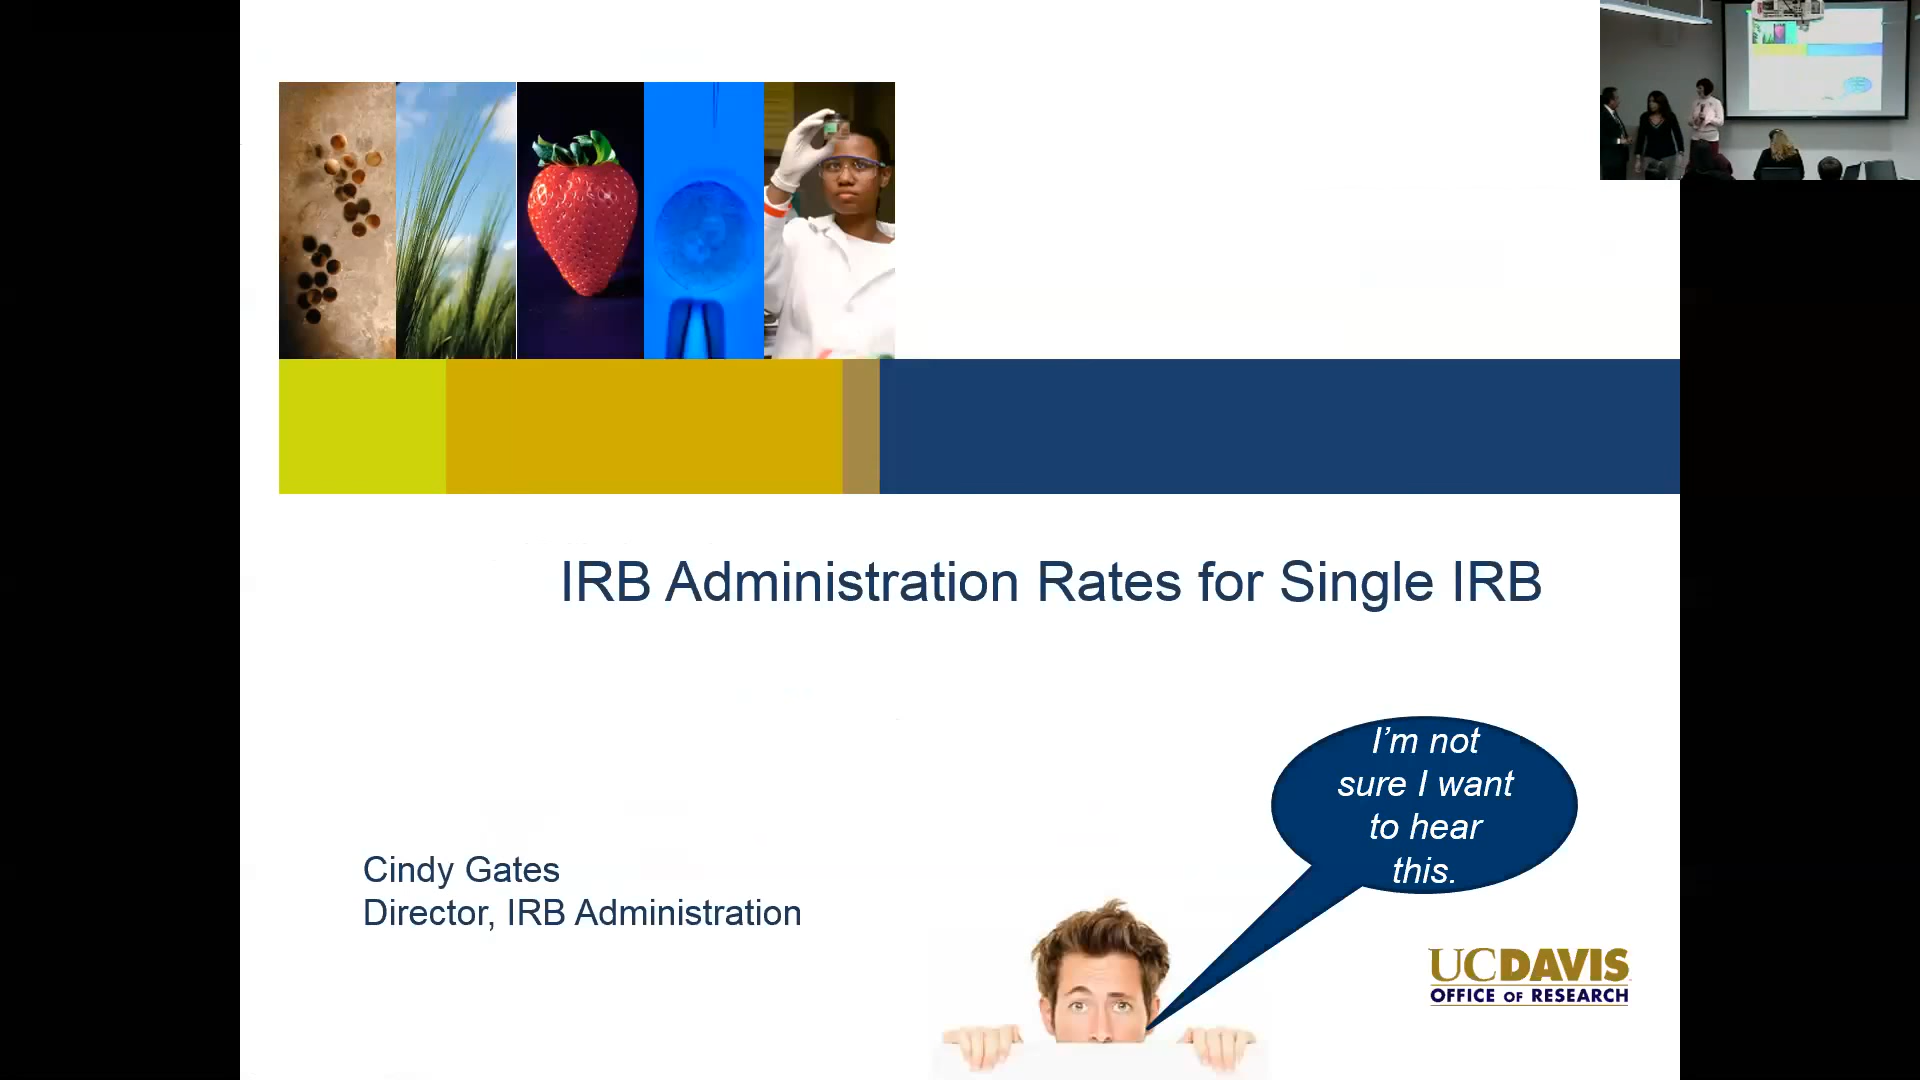 IRB Administration Rates for Single IRB
I'm not
sure I want
to hear
this.
Cindy Gates
Director, IRB Administration
UCDAVIS
OFFICE OF RESEARCH